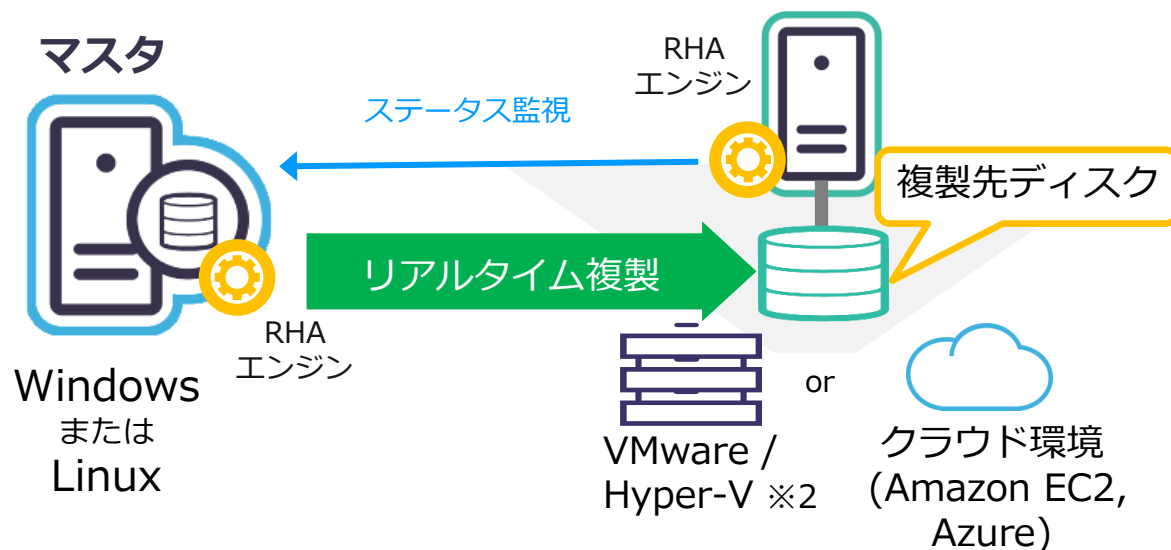 マスタ
RHA
エンジン
ステータス監視
複製先ディスク
リアルタイム複製
RHA
エンジン
Windows
または
Linux
or
VMware /
Hyper-V ※2
クラウド環境
(Amazon EC2,
Azure)